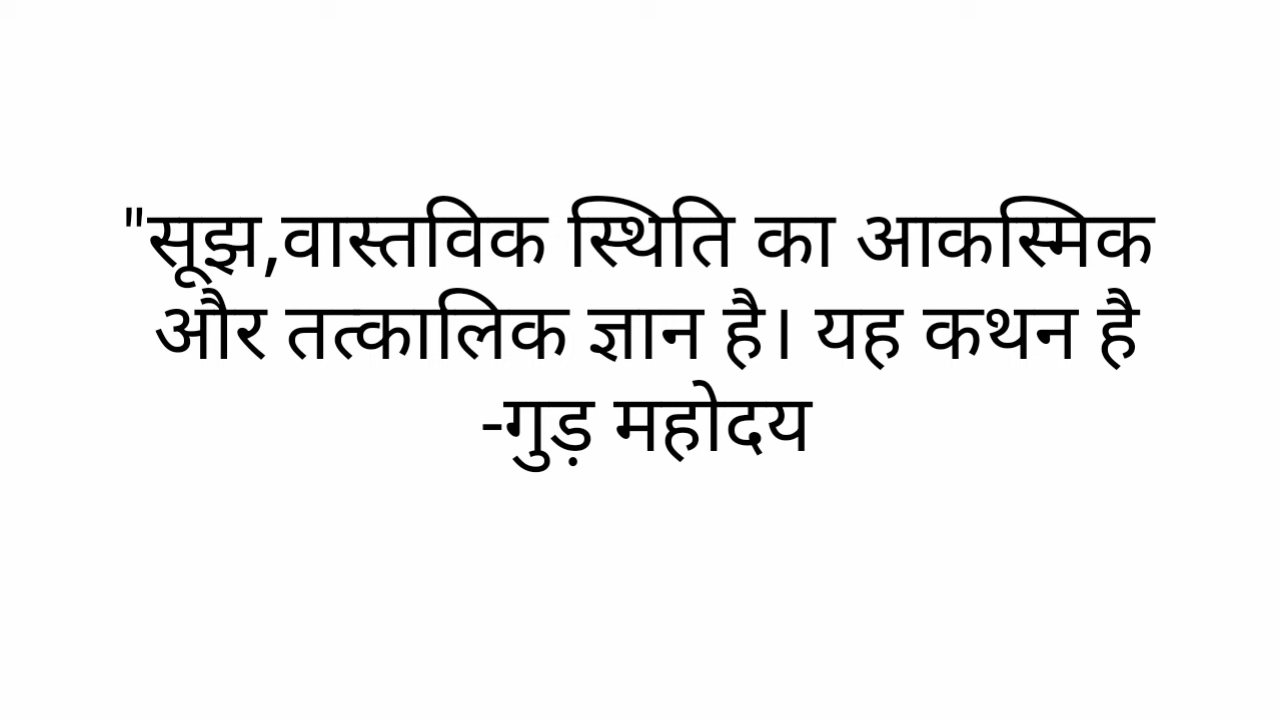 "सूझ,वास्तविक स्थिति का आकस्मिक
और तत्कालिक ज्ञान है। यह कथन है
-गुड़ महोदय